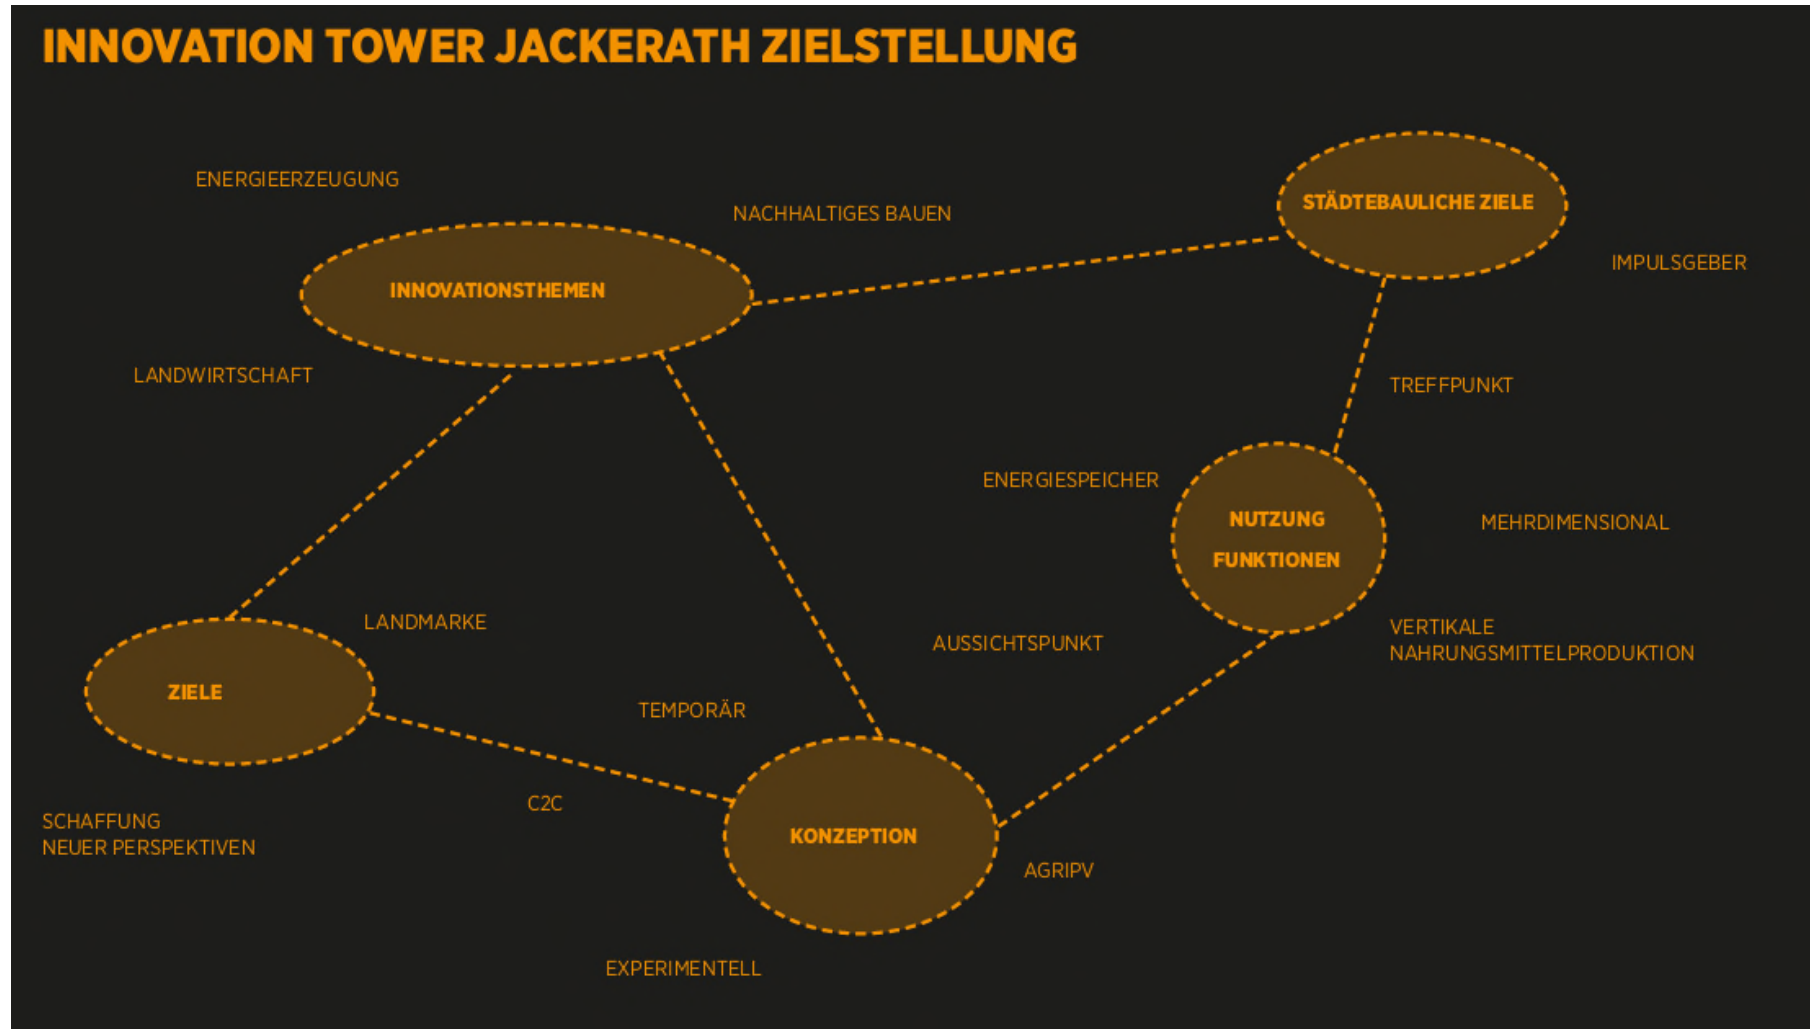 INNOVATION TOWER JACKERATH ZIELSTELLUNG
ENERGIEERZEUGUNG
NACHHALTIGES BAUEN
STÄDTEBAULICHE ZIELE
IMPULSGEBER
INNOVATIONSTHEMEN
LANDWIRTSCHAFT
TREFFPUNKT
ENERGIESPEICHER
NUTZUNG
FUNKTIONEN
MEHRDIMENSIONAL
LANDMARKE
AUSSICHTSPUNKT
VERTIKALE
NAHRUNGSMITTELPRODUKTION
ZIELE
TEMPORÄR
C2C
SCHAFFUNG
NEUER PERSPEKTIVEN
KONZEPTION
AGRIPV
EXPERIMENTELL